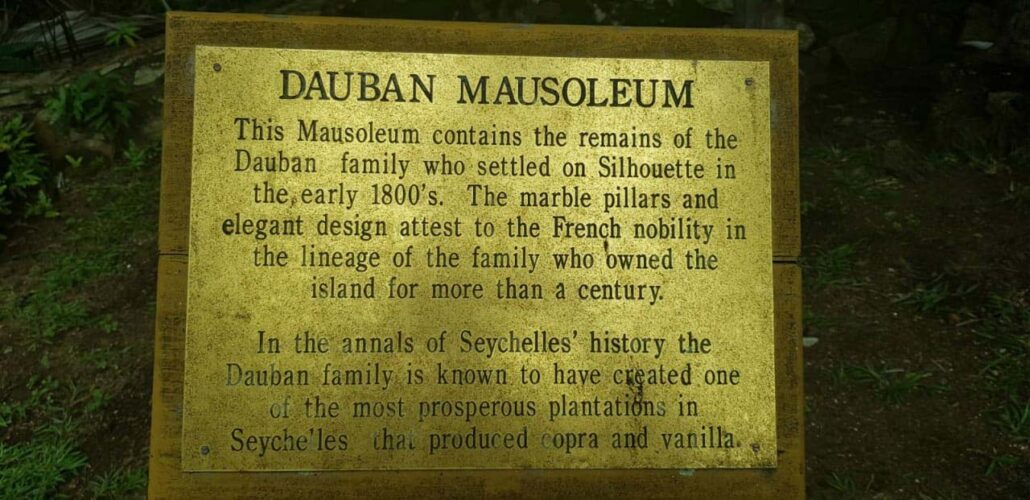 DAUBAN MAUSOLEUM
This Mausoleum contains the remains of the
Dauban family who settled on Silhouette in
the early 1800's. The marble pillars and
elegant design attest to the French nobility in
the lineage of the family who owned the
island for more than a century.
In the annals of Seychelles' history the
Dauban family is known to have created one
of the most prosperous plantations in
Seyche'les that produced copra and vanilla.